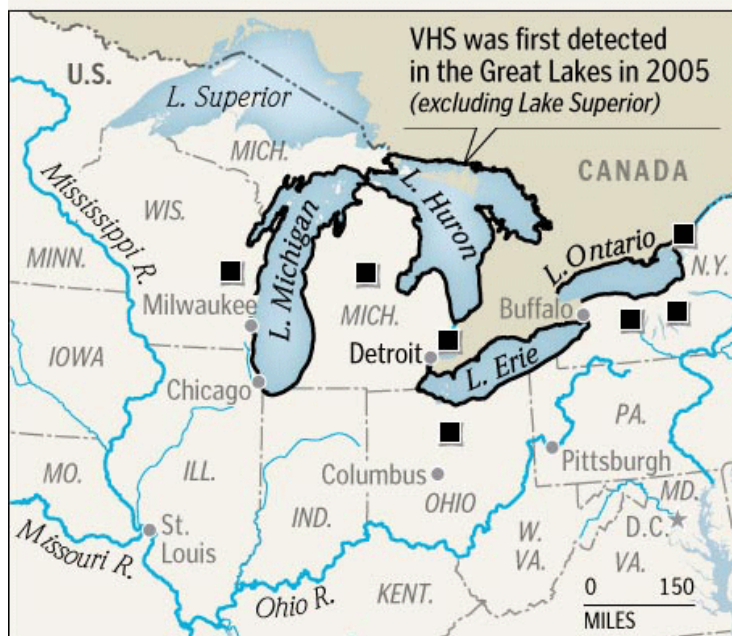 VHS was first detected
in the Great Lakes in 2005
(excluding Lake Superior)
U.S.
L. Superior
MICH.
CANADA
Mississippi R.
WIS.
L. Michigan
L. Huron
L. Ontario
N.Y.
MINN.
Milwaukee
MICH.
Buffalo
Detroit
L. Erie
IOWA
Chicago
PA.
Pittsburgh
MO.
ILL.
IND.
Columbus
OHIO
MD.
D.C.
St.
Louis
W.
VA.
VA.
Missouri R.
Ohio R.
KENT.
0 150
MILES